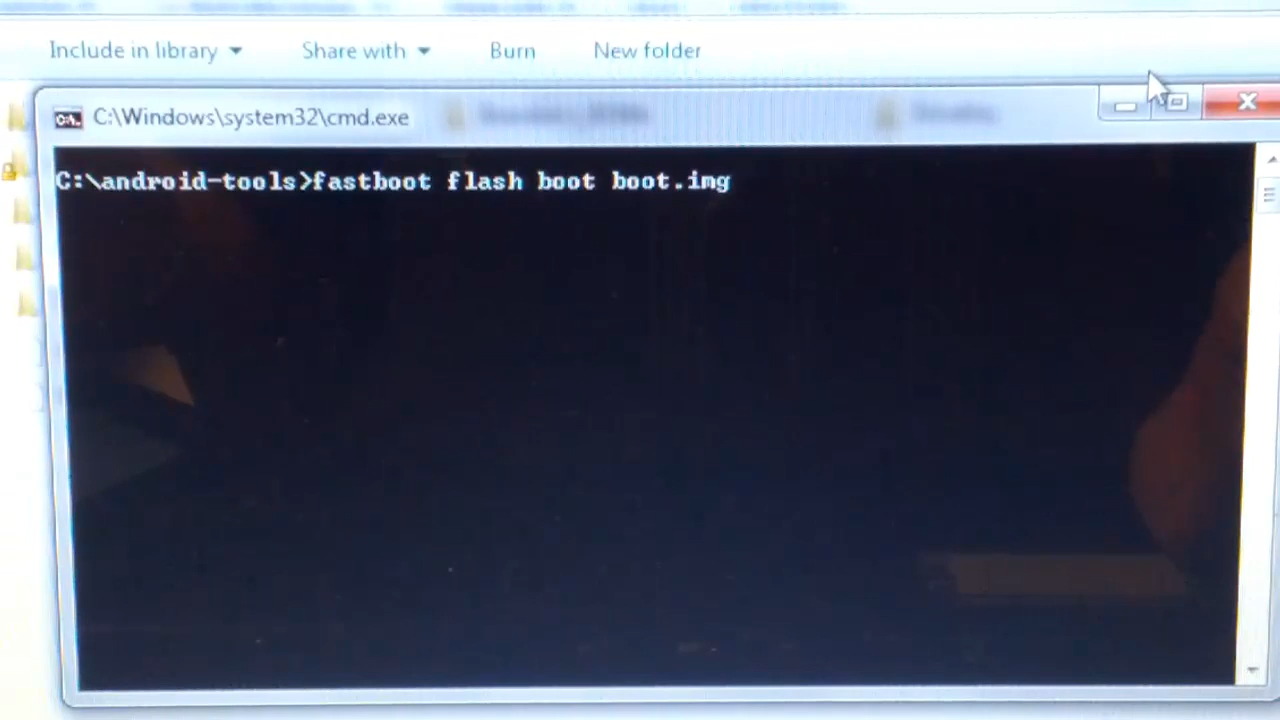 Include in library Share with Burn New folder
C:\Windows\system32\cmd.exe
C:\android-tools>fastboot flash boot boot.img